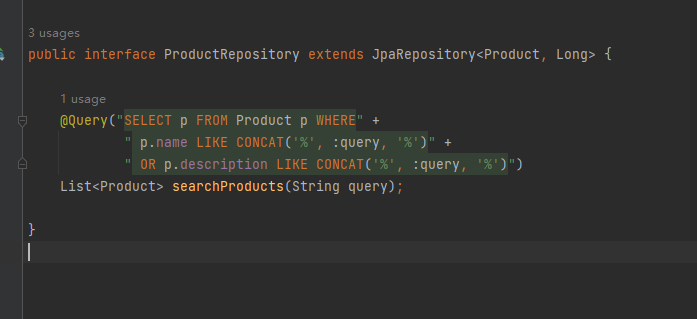 3 usages
public interface ProductRepository extends JpaRepository<Product, Long> {
1 usage
@Query("SELECT p FROM Product p WHERE" +
" p.name LIKE CONCAT('%', :query, '%')" +
" OR p.description LIKE CONCAT('%', :query, '%')")
List<Product> searchProducts(String query);
}